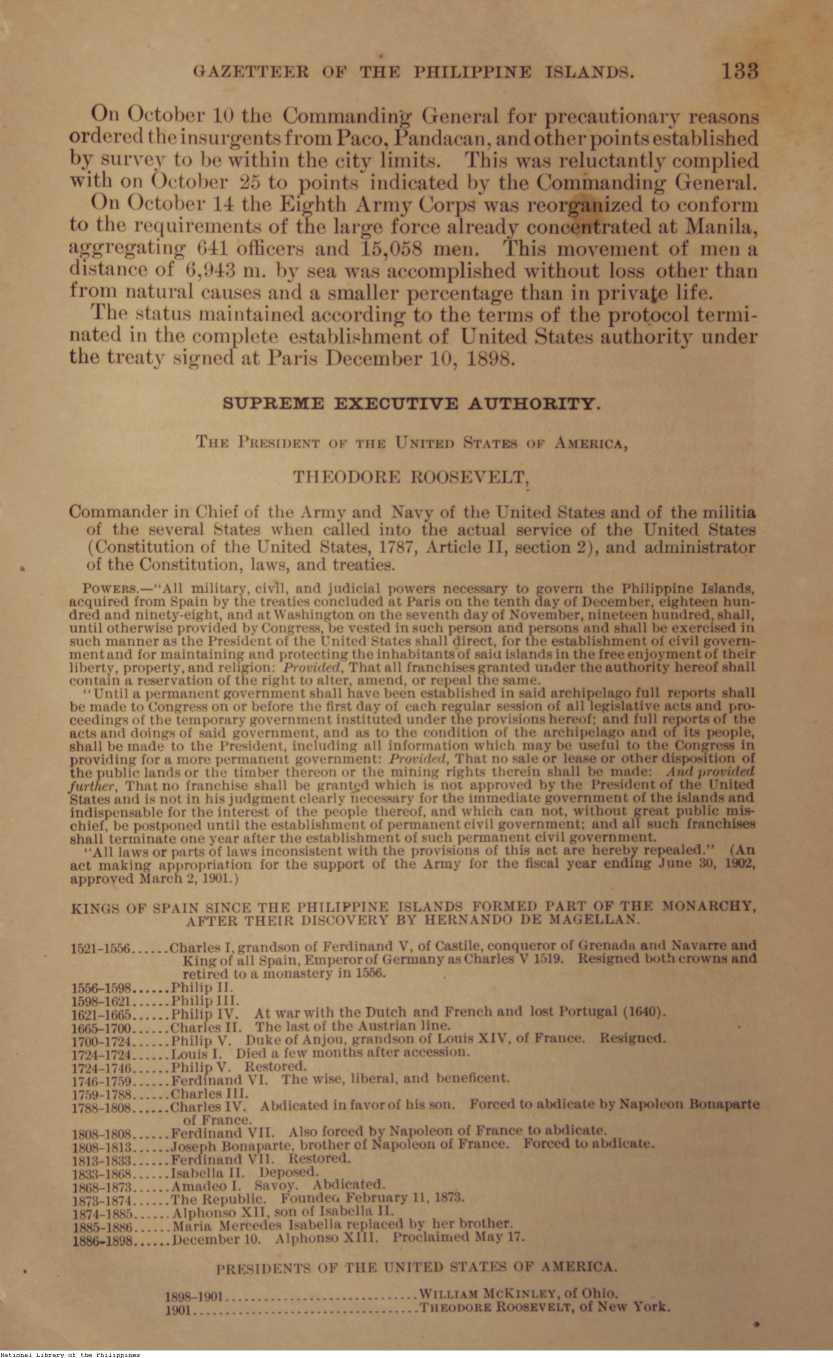 GAZETTEER OF THE PHILIPPINE ISLANDS. 133
On October 10 the Commanding General for precautionary reasons
ordered the insurgents from Paco, Pandacan, and other points established
by survey to be within the city limits. This was reluctantly complied
with on October 25 to points indicated by the Commanding General.
On October 14 the Eighth Army Corps was reorganized to conform
to the requirements of the large force already concentrated at Manila,
aggregating 641 officers and 15,058 men. This movement of men a
distance of 6,943 m. by sea was accomplished without loss other than
from natural causes and a smaller percentage than in private life.
The status maintained according to the terms of the protocol termi-
nated in the complete establishment of United States authority under
the treaty signed at Paris December 10, 1898.
SUPREME EXECUTIVE AUTHORITY.
THE PRESIDENT OF THE UNITED STATES OF AMERICA,
THEODORE ROOSEVELT,
Commander in Chief of the Army and Navy of the United States and of the militia
of the several States when called into the actual service of the United States
(Constitution of the United States, 1787, Article II, section 2), and administrator
of the Constitution, laws, and treaties.
POWERS.—"All military, civil, and judicial powers necessary to govern the Philippine Islands,
acquired from Spain by the treaties concluded at Paris on the tenth day of December, eighteen hun-
dred and ninety-eight, and at Washington on the seventh day of November, nineteen hundred, shall,
until otherwise provided by Congress, be vested in such person and persons and shall be exercised in
such manner as the President of the United States shall direct, for the establishment of civil govern-
ment and for maintaining and protecting the inhabitants of said islands in the free enjoyment of their
liberty, property, and religion: Provided, That all franchises granted under the authority hereof shall
contain a reservation of the right to alter, amend, or repeal the same.
"Until a permanent government shall have been established in said archipelago full reports shall
be made to Congress on or before the first day of each regular session of all legislative acts and pro-
ceedings of the temporary government instituted under the provisions hereof; and full reports of the
acts and doings of said government, and as to the condition of the archipelago and of its people,
shall be made to the President, including all information which may be useful to the Congress in
providing for a more permanent government: Provided, That no sale or lease or other disposition of
the public lands or the timber thereon or the mining rights therein shall be made: And provided
further, That no franchise shall be granted which is not approved by the President of the United
States and is not in his judgment clearly necessary for the immediate government of the islands and
indispensable for the interest of the people thereof, and which can not, without great public mis-
chief, be postponed until the establishment of permanent civil government; and all such franchises
shall terminate one year after the establishment of such permanent civil government.
"All laws or parts of laws inconsistent with the provisions of this act are hereby repealed." (An
act making appropriation for the support of the Army for the fiscal year ending June 30, 1902,
approved March 2, 1901.)
KINGS OF SPAIN SINCE THE PHILIPPINE ISLANDS FORMED PART OF THE MONARCHY,
AFTER THEIR DISCOVERY BY HERNANDO DE MAGELLAN.
1521-1556......Charles I, grandson of Ferdinand V, of Castile, conqueror of Grenada and Navarre and
King of all Spain, Emperor of Germany as Charles V 1519. Resigned both crowns and
retired to a monastery in 1556.
1556-1598......Philip II.
1598-1621......Philip III.
1621-1665......Philip IV. At war with the Dutch and French and lost Portugal (1640).
1665-1700......Charles II. The last of the Austrian line.
1700-1724......Philip V. Duke of Anjou, grandson of Louis XIV, of France. Resigned.
1724-1724......Louis I. Died a few months after accession.
1724-1746......Philip V. Restored.
1746-1759......Ferdinand VI. The wise, liberal, and beneficent.
1759-1788......Charles III.
1788-1808......Charles IV. Abdicated in favor of his son. Forced to abdicate by Napoleon Bonaparte
of France.
1808-1808......Ferdinand VII. Also forced by Napoleon of France to abdicate.
1808-1813......Joseph Bonaparte, brother of Napoleon of France. Forced to abdicate.
1813-1833......Ferdinand VII. Restored.
1833-1868......Isabella II. Deposed.
1868-1873......Amadeo I. Savoy. Abdicated.
1873-1874......The Republic. Founded February 11, 1873.
1874-1885......Alphonso XII, son of Isabella II.
1885-1886......Maria Mercedes Isabella replaced by her brother.
1886-1898......December 10. Alphonso XIII. Proclaimed May 17.
PRESIDENTS OF THE UNITED STATES OF AMERICA.
1898-1901............................WILLIAM MCKINLEY, of Ohio.
1901.................................THEODORE ROOSEVELT, of New York.
National Library of the Philippines